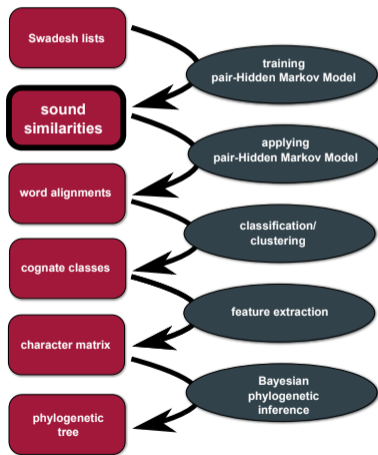 Swadesh lists
training
pair-Hidden Markov Model
sound
similarities
applying
pair-Hidden Markov Model
word alignments
classification/
clustering
cognate classes
feature extraction
character matrix
Bayesian
phylogenetic
inference
phylogenetic
tree